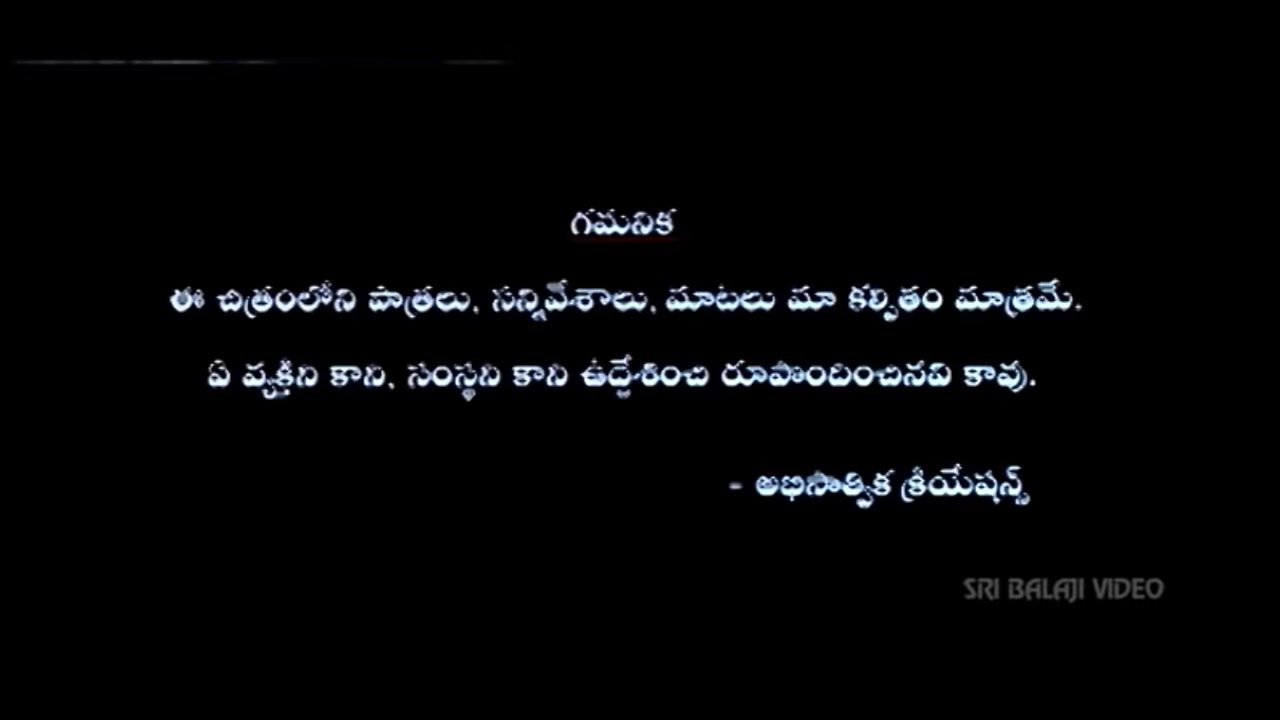 గమనిక
ఈ చిత్రంలోని పాత్రలు, సన్నివేశాలు, మాటలు మా కల్పితం మాత్రమే.
ఏ వ్యక్తిని కాని, సంస్థని కాని ఉద్ధేశించి రూపొందించినవి కావు.
- అభిసాత్విక క్రియేషన్స్
SRI BALAJI VIDEO